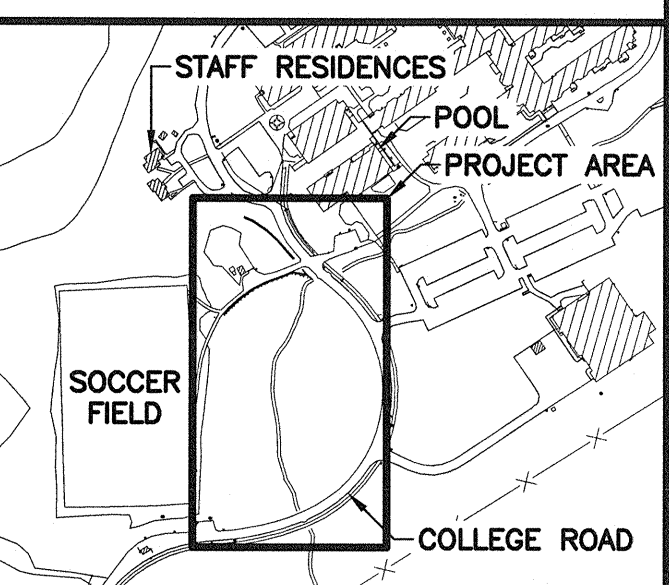 STAFF RESIDENCES
POOL
PROJECT AREA
SOCCER
FIELD
COLLEGE ROAD